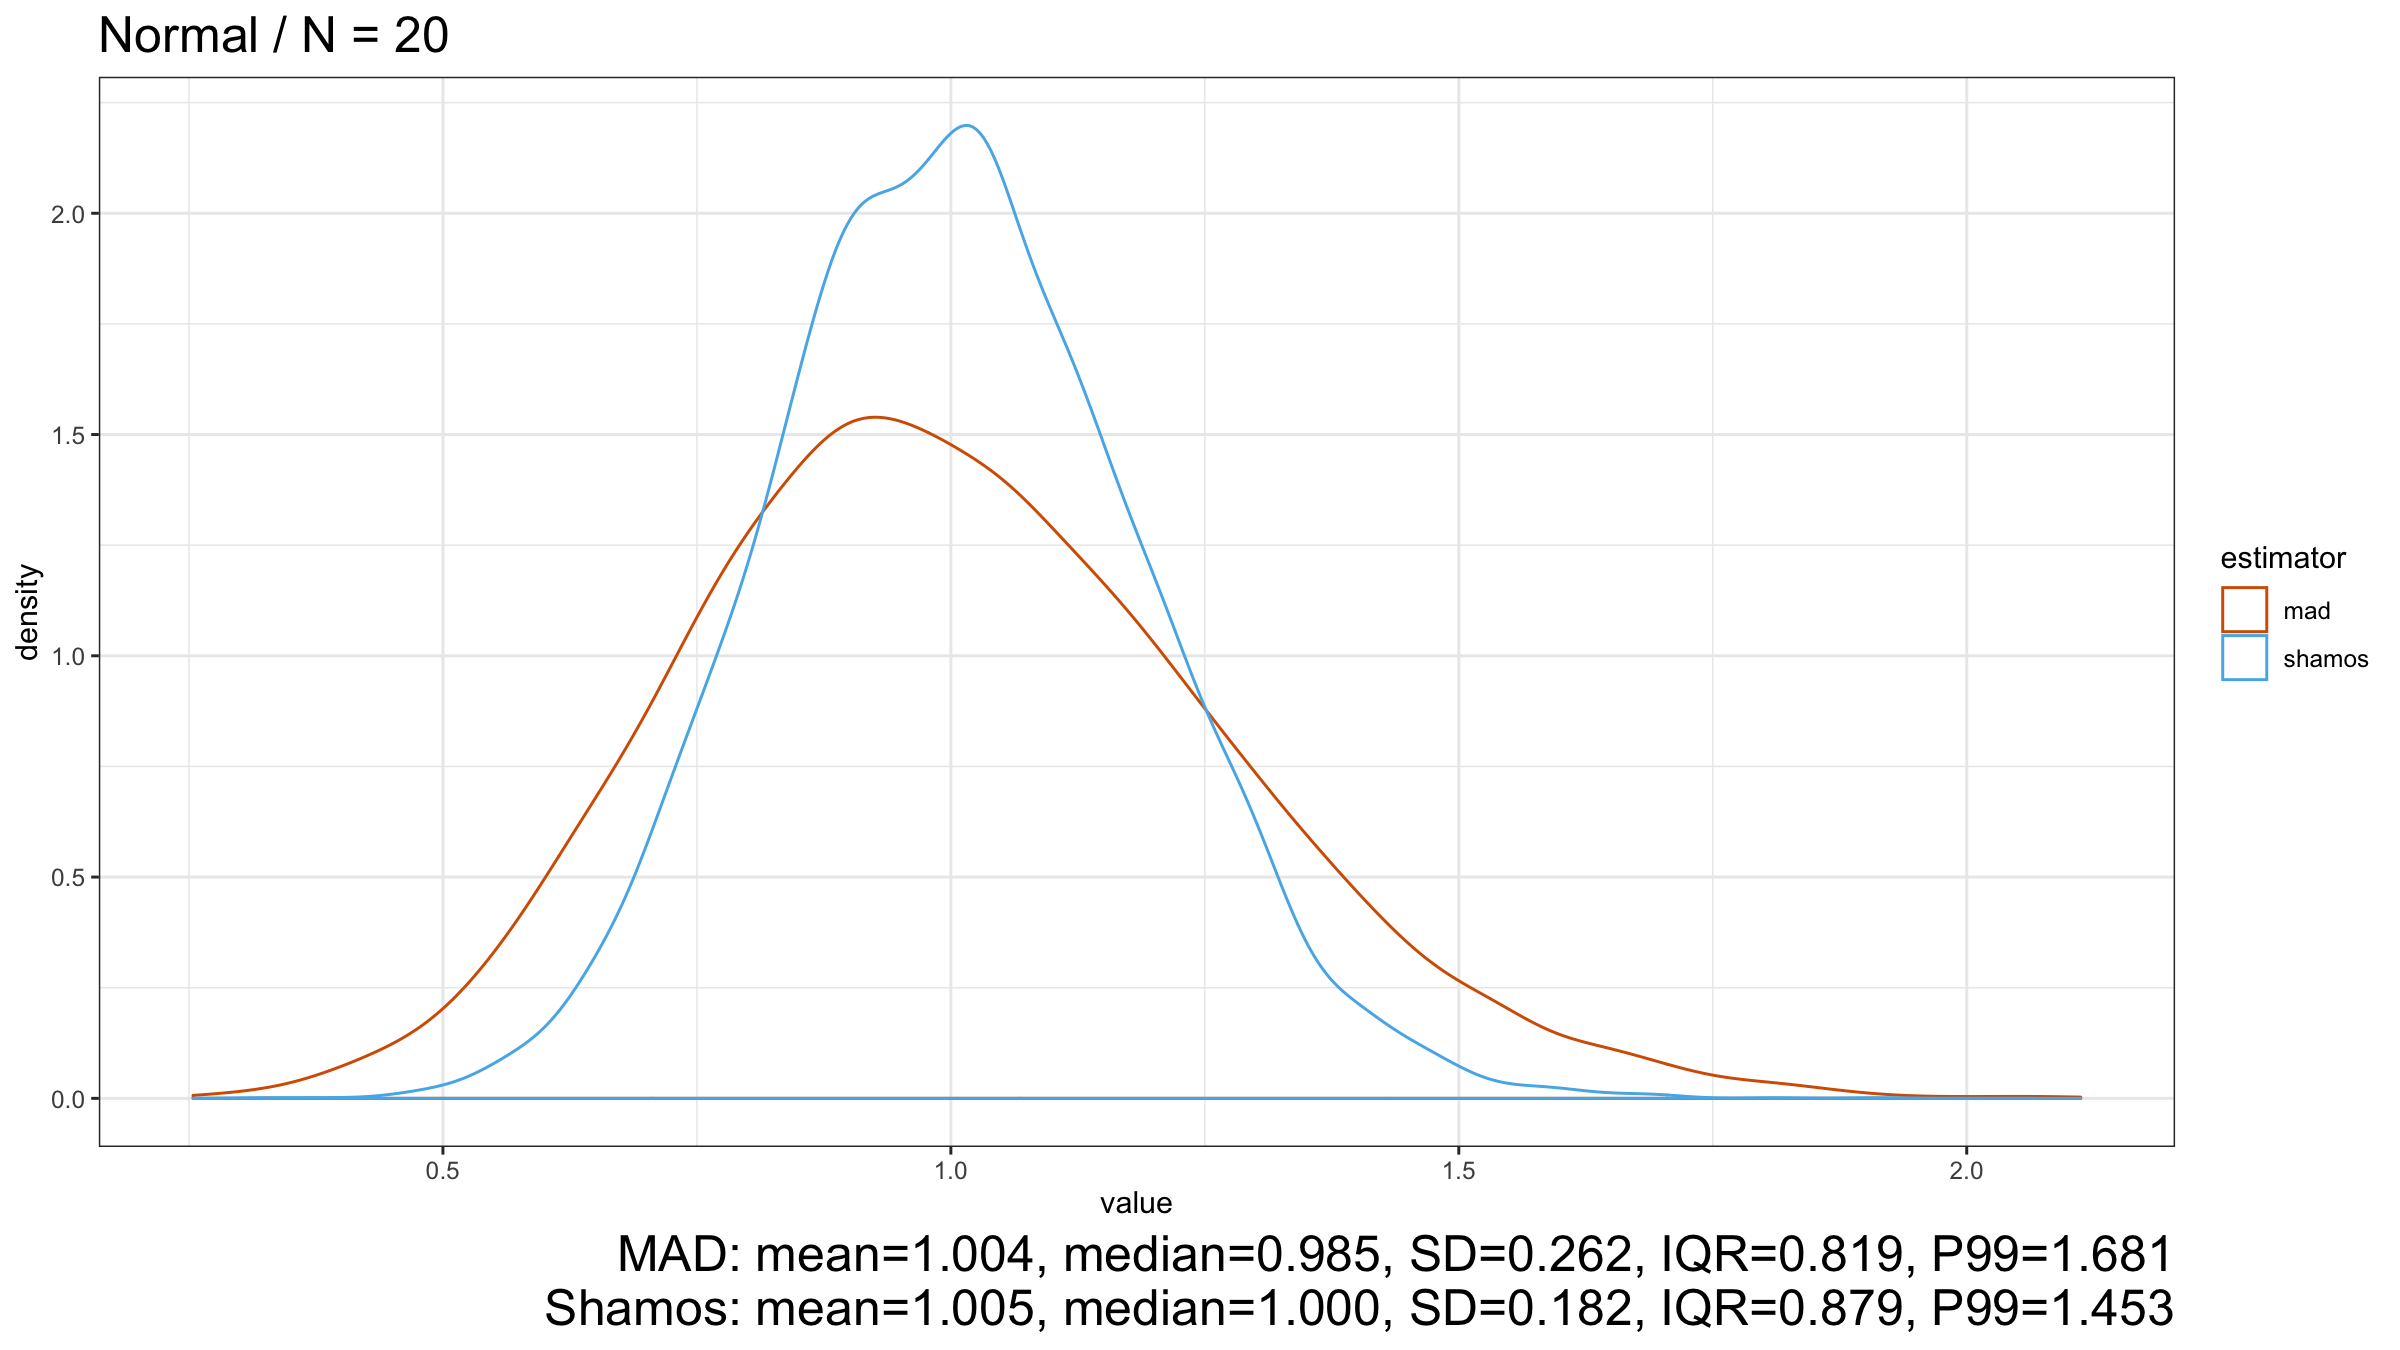 Normal / N = 20
density
2.0
1.5
1.0
0.5
0.0
0.5 1.0 1.5 2.0
value
estimator
mad
shamos
MAD: mean=1.004, median=0.985, SD=0.262, IQR=0.819, P99=1.681
Shamos: mean=1.005, median=1.000, SD=0.182, IQR=0.879, P99=1.453